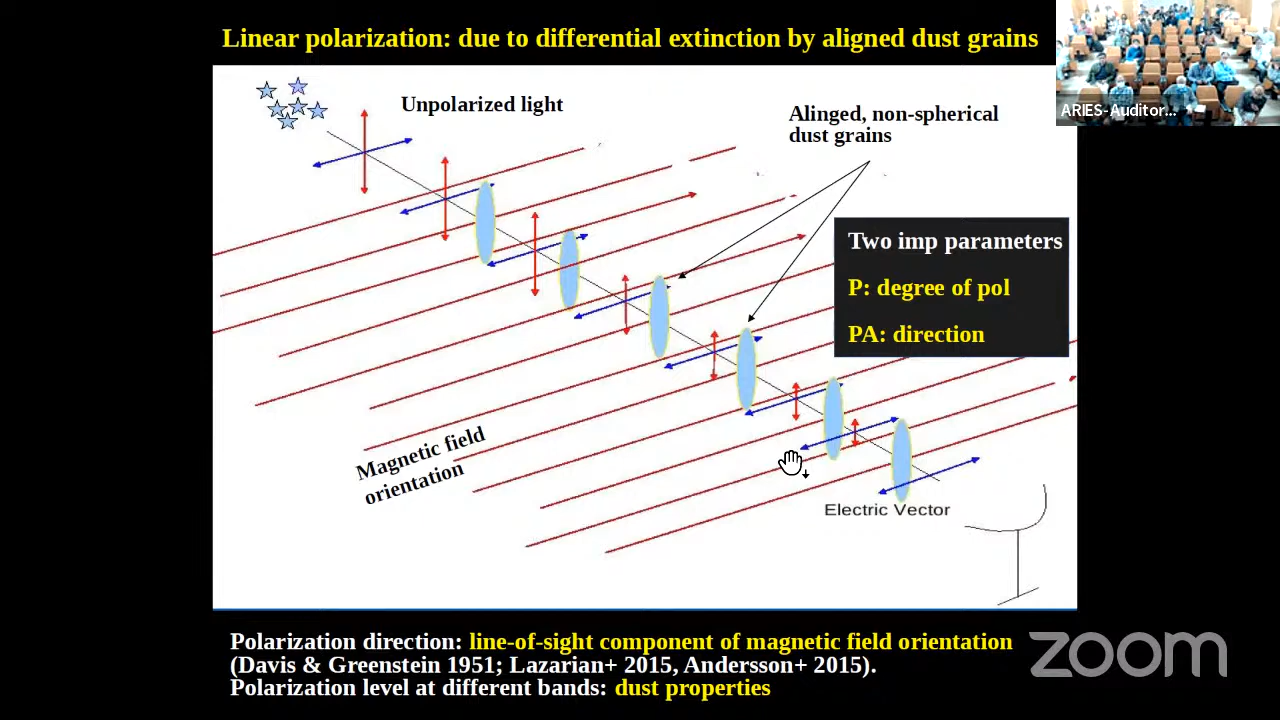 Linear polarization: due to differential extinction by aligned dust grains
Unpolarized light
Alinged, non-spherical
dust grains
ARIES-Auditor...
Two imp parameters
P: degree of pol
PA: direction
Magnetic field
orientation
Electric Vector
Polarization direction: line-of-sight component of magnetic field orientation
(Davis & Greenstein 1951; Lazarian+ 2015, Andersson+ 2015).
Polarization level at different bands: dust properties
zoom